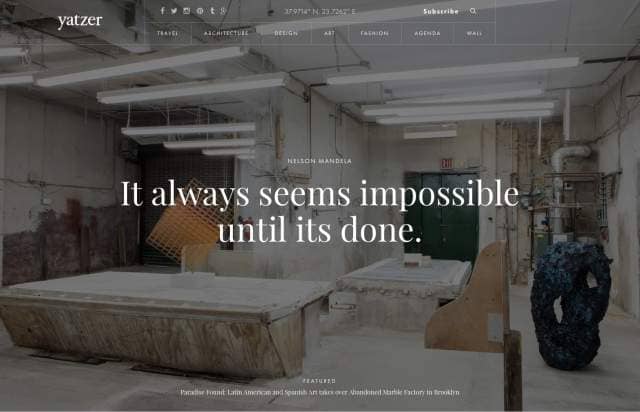 yatzer
37.9714° N, 23.7262° E
Subscribe
TRAVEL
ARCHITECTURE
DESIGN
ART
FASHION
AGENDA
WALL
NELSON MANDELA
It always seems impossible
until its done.
FEATURED
Paradise Found: Latin American and Spanish Art takes over Abandoned Marble Factory in Brooklyn